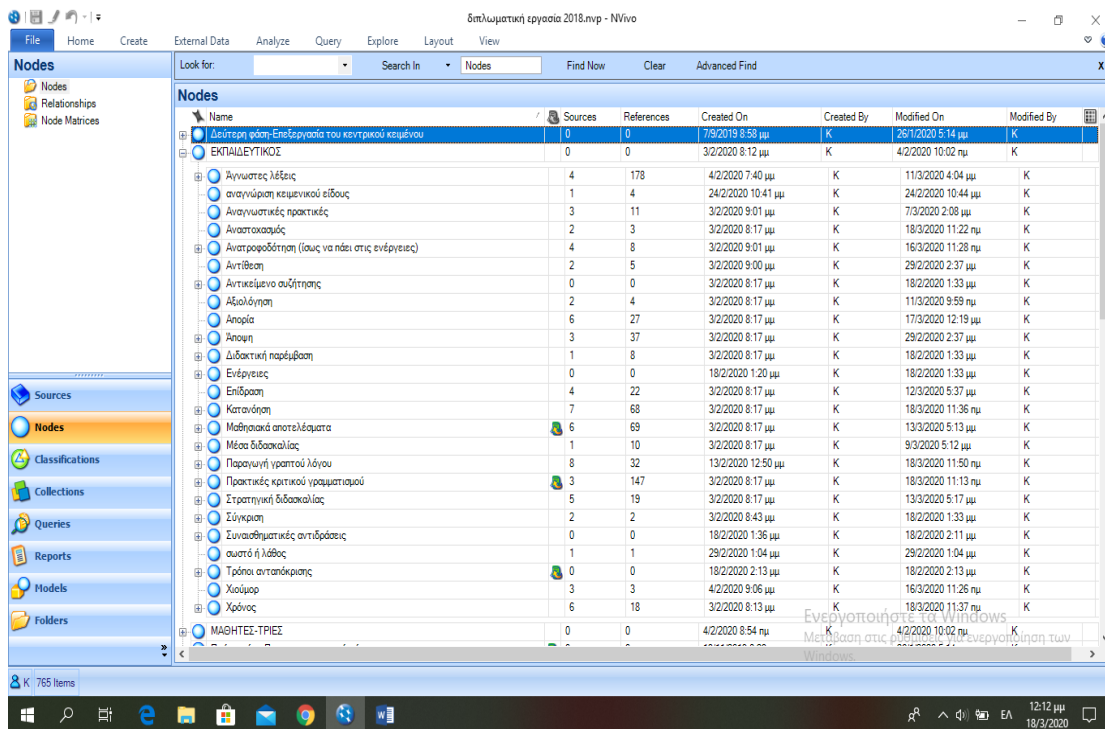 διπλωματική εργασία 2018.nvp - NVivo
File Home Create External Data Analyze Query Explore Layout View
Nodes
Nodes
Relationships
Node Matrices
Look for: Search In Nodes Find Now Clear Advanced Find x
Nodes
Name Sources References Created On Created By Modified On Modified By
Δεύτερη φάση-Επεξεργασία του κεντρικού κειμένου 0 0 7/9/2019 8:58 μμ K 26/1/2020 5:14 μμ K
ΕΚΠΑΙΔΕΥΤΙΚΟΣ 0 0 3/2/2020 8:12 μμ K 4/2/2020 10:02 πμ K
Άγνωστες λέξεις 4 178 4/2/2020 7:40 μμ K 11/3/2020 4:04 μμ K
αναγνώριση κειμενικού είδους 1 4 24/2/2020 10:41 μμ K 24/2/2020 10:44 μμ K
Αναγνωστικές πρακτικές 3 11 3/2/2020 9:01 μμ K 7/3/2020 2:08 μμ K
Αναστοχασμός 2 3 3/2/2020 8:17 μμ K 18/3/2020 11:22 πμ K
Ανατροφοδότηση (ίσως να πάει στις ενέργειες) 4 8 3/2/2020 9:01 μμ K 16/3/2020 11:28 πμ K
Αντίθεση 2 5 3/2/2020 9:00 μμ K 29/2/2020 2:37 μμ K
Αντικείμενο συζήτησης 0 0 3/2/2020 8:17 μμ K 18/2/2020 1:33 μμ K
Αξιολόγηση 2 4 3/2/2020 8:17 μμ K 11/3/2020 9:59 πμ K
Απορία 6 27 3/2/2020 8:17 μμ K 17/3/2020 12:19 μμ K
Άποψη 3 37 3/2/2020 8:17 μμ K 29/2/2020 2:37 μμ K
Διδακτική παρέμβαση 1 8 3/2/2020 8:17 μμ K 18/2/2020 1:33 μμ K
Ενέργειες 0 0 18/2/2020 1:20 μμ K 18/2/2020 1:33 μμ K
Επίδραση 4 22 3/2/2020 8:17 μμ K 12/3/2020 5:37 μμ K
Κατανόηση 7 68 3/2/2020 8:17 μμ K 18/3/2020 11:36 πμ K
Μαθησιακά αποτελέσματα 6 69 3/2/2020 8:17 μμ K 13/3/2020 5:13 μμ K
Μέσα διδασκαλίας 1 10 3/2/2020 8:17 μμ K 9/3/2020 5:12 μμ K
Παραγωγή γραπτού λόγου 8 32 13/2/2020 12:50 μμ K 18/3/2020 11:50 πμ K
Πρακτικές κριτικού γραμματισμού 3 147 3/2/2020 8:17 μμ K 18/3/2020 11:13 πμ K
Στρατηγική διδασκαλίας 5 19 3/2/2020 8:17 μμ K 13/3/2020 5:17 μμ K
Σύγκριση 2 2 3/2/2020 8:43 μμ K 18/2/2020 1:33 μμ K
Συναισθηματικές αντιδράσεις 0 0 18/2/2020 1:36 μμ K 18/2/2020 2:11 μμ K
σωστό ή λάθος 1 1 29/2/2020 1:04 μμ K 29/2/2020 1:04 μμ K
Τρόποι ανταπόκρισης 0 0 18/2/2020 2:13 μμ K 18/2/2020 2:13 μμ K
Χιούμορ 3 3 4/2/2020 9:06 μμ K 16/3/2020 11:26 πμ K
Χρόνος 6 18 3/2/2020 8:13 μμ K 18/3/2020 11:37 πμ K
ΜΑΘΗΤΕΣ-ΤΡΙΕΣ 0 0 4/2/2020 8:54 πμ K 4/2/2020 10:02 πμ K
Sources
Nodes
Classifications
Collections
Queries
Reports
Models
Folders
Ενεργοποιήστε τα Windows
Μετάβαση στις ρυθμίσεις για ενεργοποίηση των
Windows.
K 765 Items
ΕΛ 12:12 μμ
18/3/2020